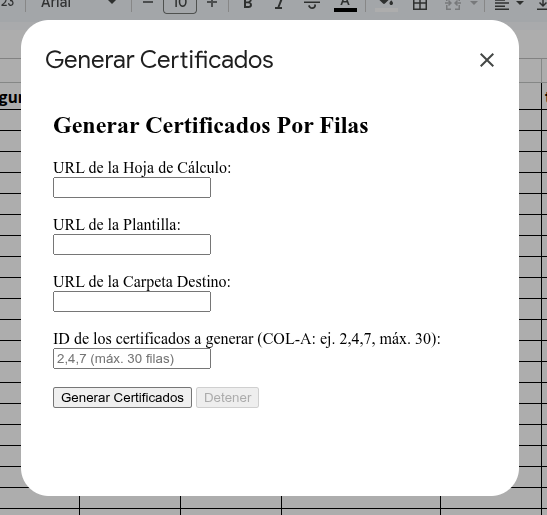 23 Arial 10 B I A
Generar Certificados
gur
Generar Certificados Por Filas
URL de la Hoja de Cálculo:
URL de la Plantilla:
URL de la Carpeta Destino:
ID de los certificados a generar (COL-A: ej. 2,4,7, máx. 30):
2,4,7 (máx. 30 filas)
Generar Certificados Detener